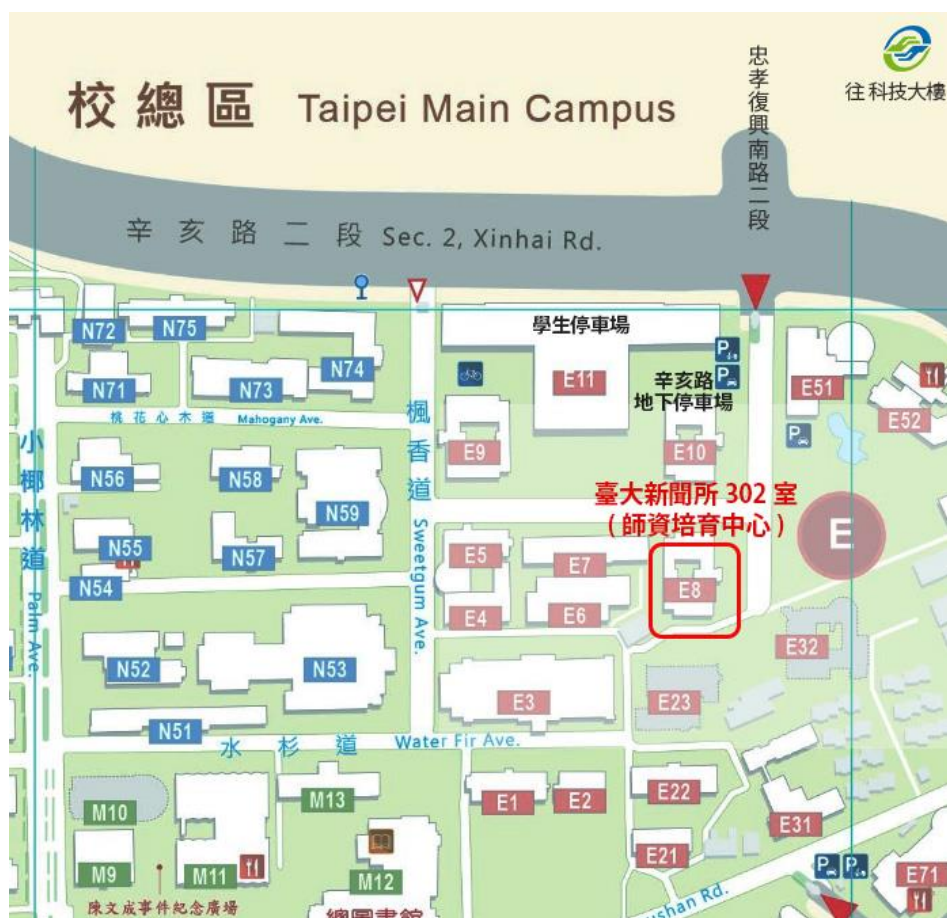 校總區 Taipei Main Campus
忠孝復興南路二段
往科技大樓
辛亥路二段 Sec. 2, Xinhai Rd.
學生停車場
N72
N75
N74
N71
N73
E11
P
P
辛亥路
地下停車場
E51
E52
P
桃花心木道 Mahogany Ave.
小椰林道
Palm Ave.
楓香道
Sweetgum Ave.
E9
E10
N56
N58
N59
臺大新聞所 302 室
(師資培育中心)
E
N55
N57
N54
E5
E7
E8
E4
E6
E32
N52
N53
E3
E23
N51
水杉道 Water Fir Ave.
M10
M13
E1
E2
E22
E31
M9
M11
M12
E21
P
P
E71
陳文成事件紀念廣場
總圖書館
shan Rd.